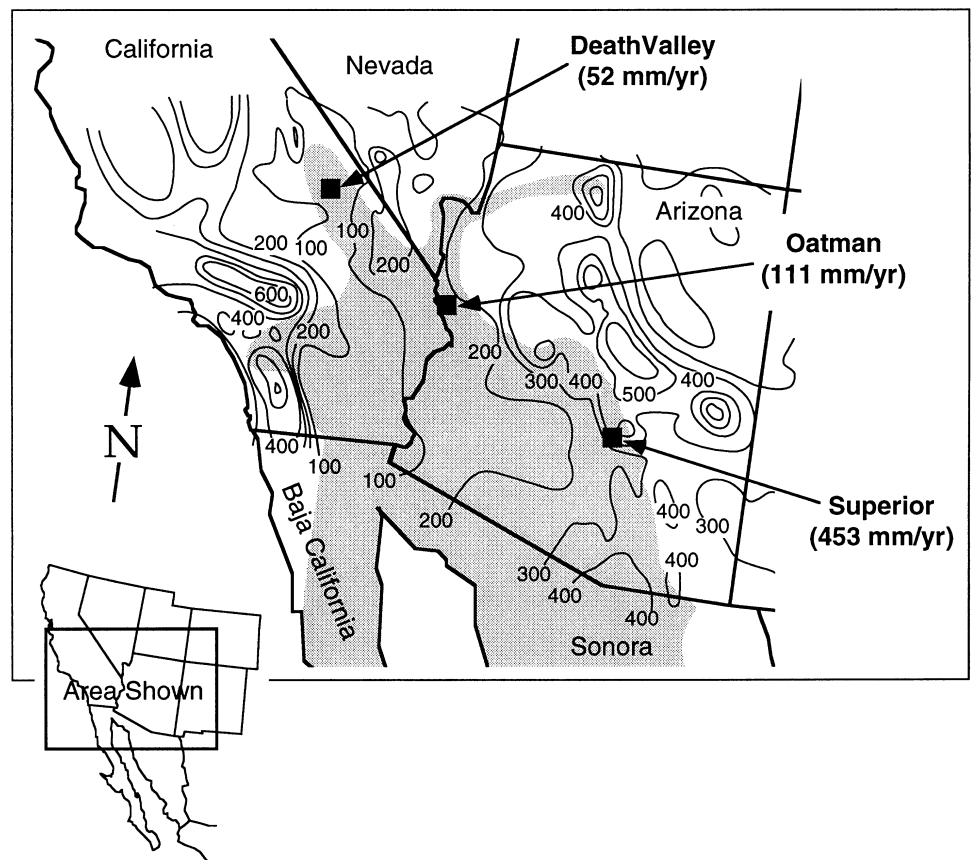 California
Nevada
DeathValley
(52 mm/yr)
Arizona
400
Oatman
(111 mm/yr)
100
200
100
200
600
400
200
200
300
400
500
400
N
400
100
100
Baja California
200
400
300
Superior
(453 mm/yr)
300
400
400
400
Sonora
Area Shown